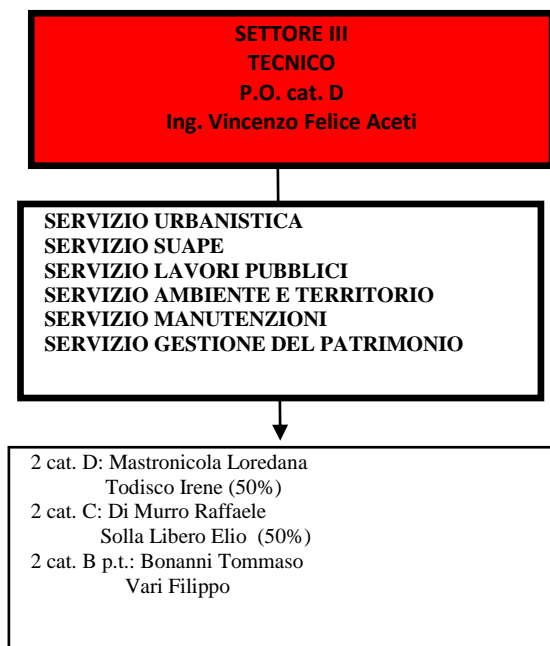 SETTORE III
TECNICO
P.O. cat. D
Ing. Vincenzo Felice Aceti
SERVIZIO URBANISTICA
SERVIZIO SUAPE
SERVIZIO LAVORI PUBBLICI
SERVIZIO AMBIENTE E TERRITORIO
SERVIZIO MANUTENZIONI
SERVIZIO GESTIONE DEL PATRIMONIO
2 cat. D: Mastronicola Loredana
Todisco Irene (50%)
2 cat. C: Di Murro Raffaele
Solla Libero Elio (50%)
2 cat. B p.t.: Bonanni Tommaso
Vari Filippo